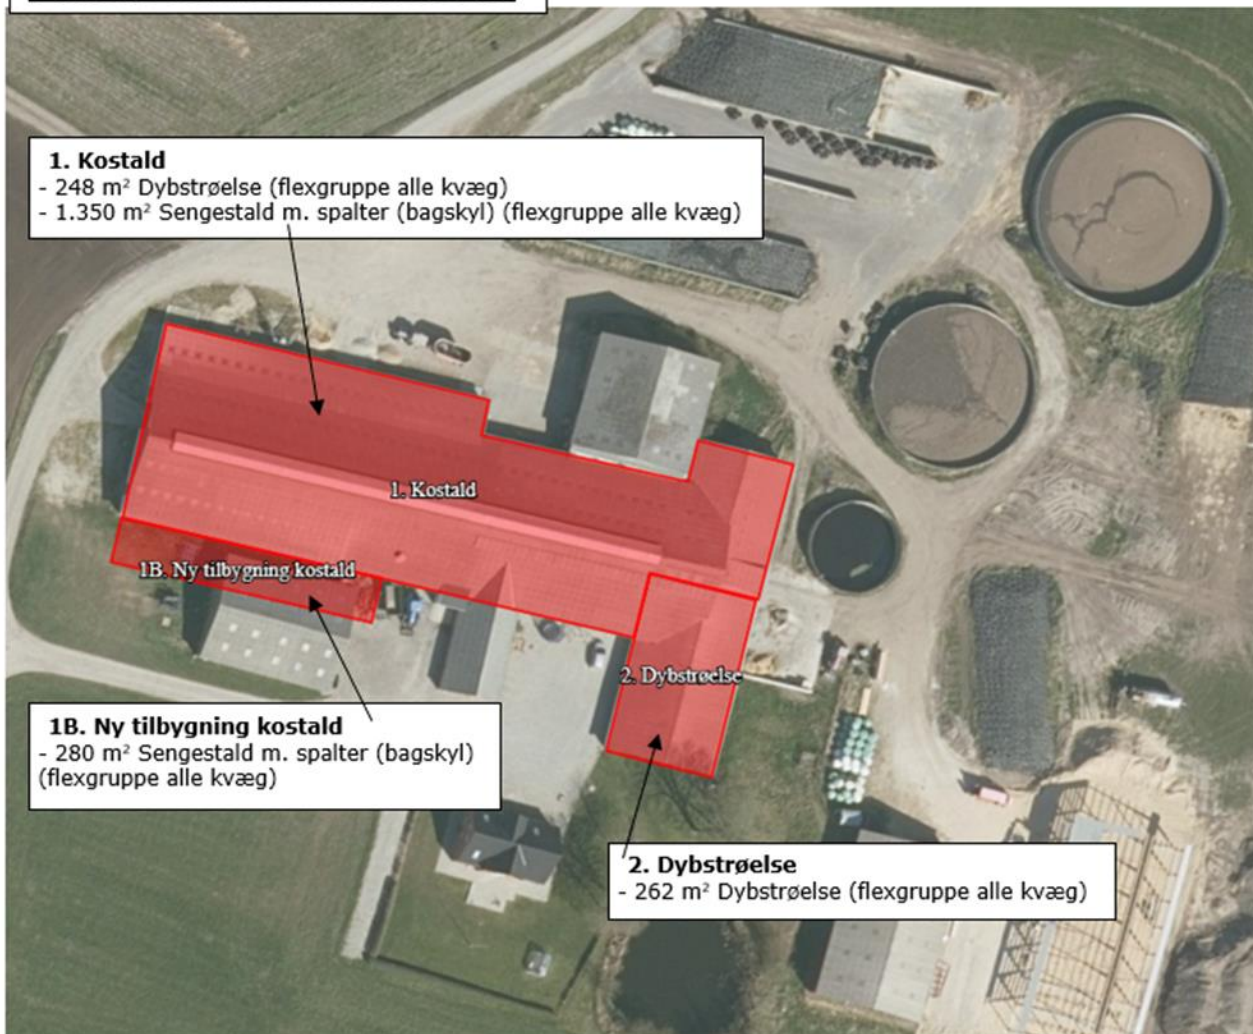 1. Kostald
- 248 m² Dybstrøelse (flexgruppe alle kvæg)
- 1.350 m² Sengestald m. spalter (bagskyl) (flexgruppe alle kvæg)
1. Kostald
1B. Ny tilbygning kostald
2. Dybstrøelse
1B. Ny tilbygning kostald
- 280 m² Sengestald m. spalter (bagskyl)
(flexgruppe alle kvæg)
2. Dybstrøelse
- 262 m² Dybstrøelse (flexgruppe alle kvæg)